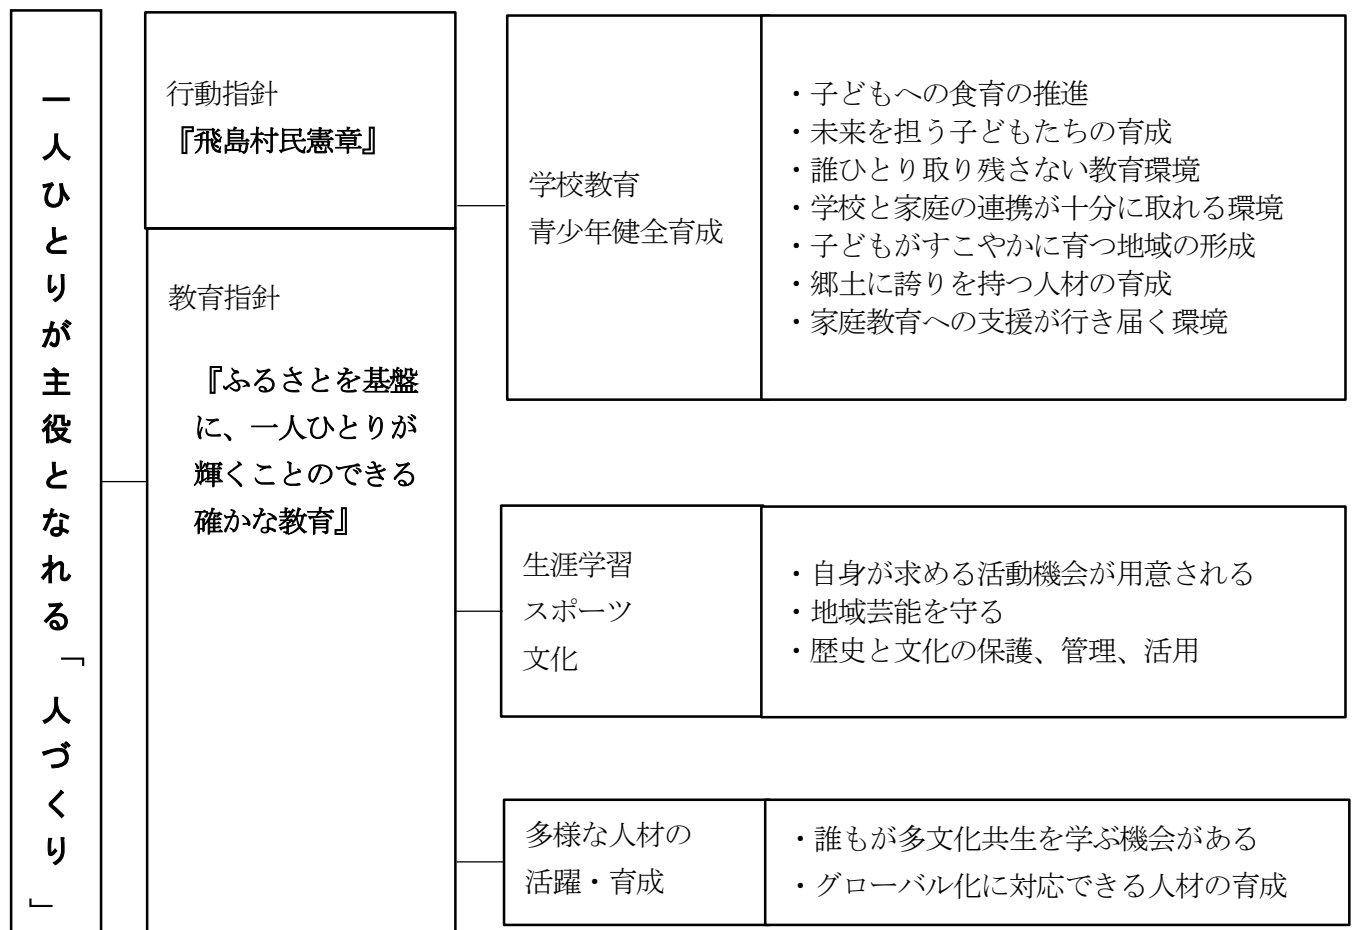 一人ひとりが主役となれる「人づくり」
行動指針
『飛島村民憲章』
教育指針
『ふるさとを基盤
に、一人ひとりが
輝くことのできる
確かな教育』
学校教育
青少年健全育成
・子どもへの食育の推進
・未来を担う子どもたちの育成
・誰ひとり取り残さない教育環境
・学校と家庭の連携が十分に取れる環境
・子どもがすこやかに育つ地域の形成
・郷土に誇りを持つ人材の育成
・家庭教育への支援が行き届く環境
生涯学習
スポーツ
文化
・自身が求める活動機会が用意される
・地域芸能を守る
・歴史と文化の保護、管理、活用
多様な人材の
活躍・育成
・誰もが多文化共生を学ぶ機会がある
・グローバル化に対応できる人材の育成